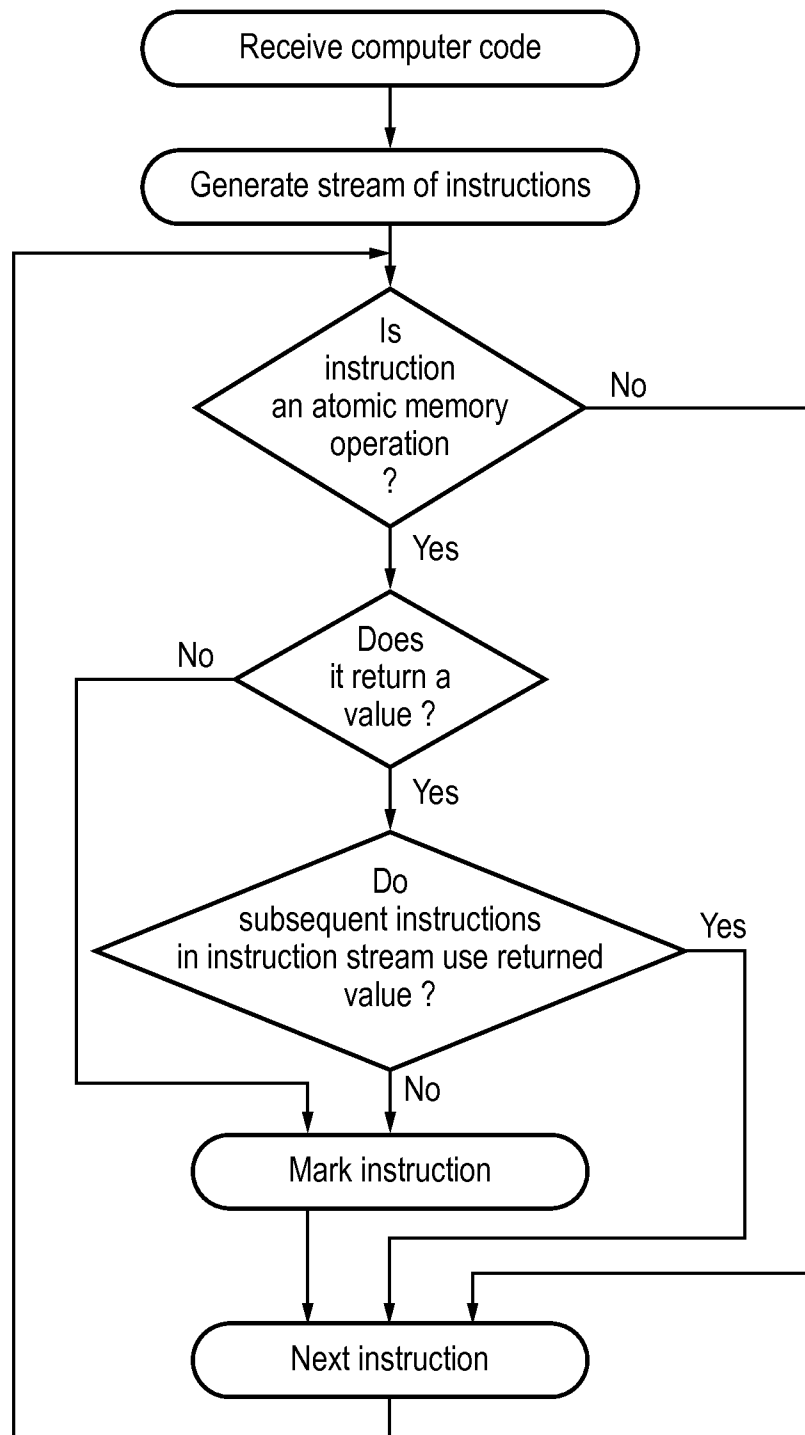 Receive computer code
Generate stream of instructions
Is
instruction
an atomic memory
operation
?
No
Yes
Does
it return a
value ?
No
Yes
Do
subsequent instructions
in instruction stream use returned
value ?
Yes
No
Mark instruction
Next instruction